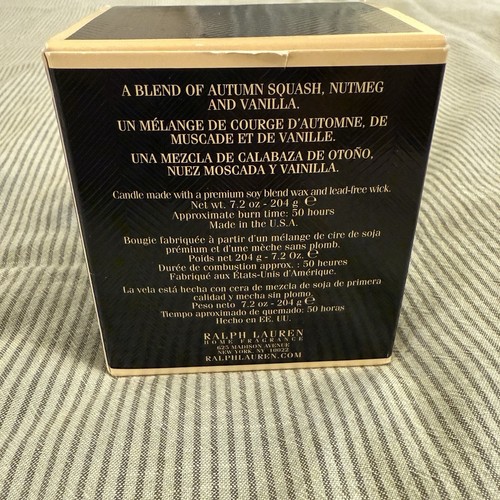 A BLEND OF AUTUMN SQUASH, NUTMEG
AND VANILLA.
UN MÉLANGE DE COURGE D'AUTOMNE, DE
MUSCADE ET DE VANILLE.
UNA MEZCLA DE CALABAZA DE OTOÑO,
NUEZ MOSCADA Y VAINILLA.
Candle made with a premium soy blend wax and lead-free wick.
Net wt. 7.2 oz - 204 g ℮
Approximate burn time: 50 hours
Made in the U.S.A.
Bougie fabriquée à partir d'un mélange de cire de soja
prémium et d'une mèche sans plomb.
Poids net 204 g - 7.2 Oz. ℮
Durée de combustion approx. : 50 heures
Fabriqué aux États-Unis d'Amérique.
La vela está hecha con cera de mezcla de soja de primera
calidad y mecha sin plomo.
Peso neto 7.2 oz - 204 g ℮
Tiempo aproximado de quemado: 50 horas
Hecho en EE. UU.
RALPH LAUREN
HOME FRAGRANCE
625 MADISON AVENUE
NEW YORK, NY 10022
RALPHLAUREN.COM